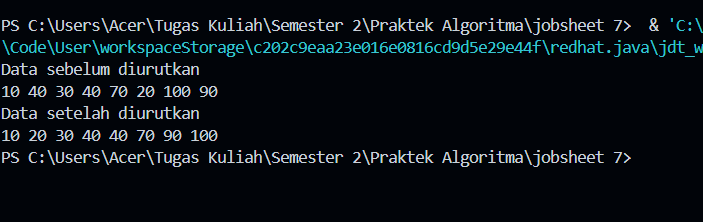 PS C:\Users\Acer\Tugas Kuliah\Semester 2\Praktek Algoritma\jobsheet 7>  & 'C:\
\Code\User\workspaceStorage\c202c9eaa23e016e0816cd9d5e29e44f\redhat.java\jdt_w
Data sebelum diurutkan
10 40 30 40 70 20 100 90
Data setelah diurutkan
10 20 30 40 40 70 90 100
PS C:\Users\Acer\Tugas Kuliah\Semester 2\Praktek Algoritma\jobsheet 7>